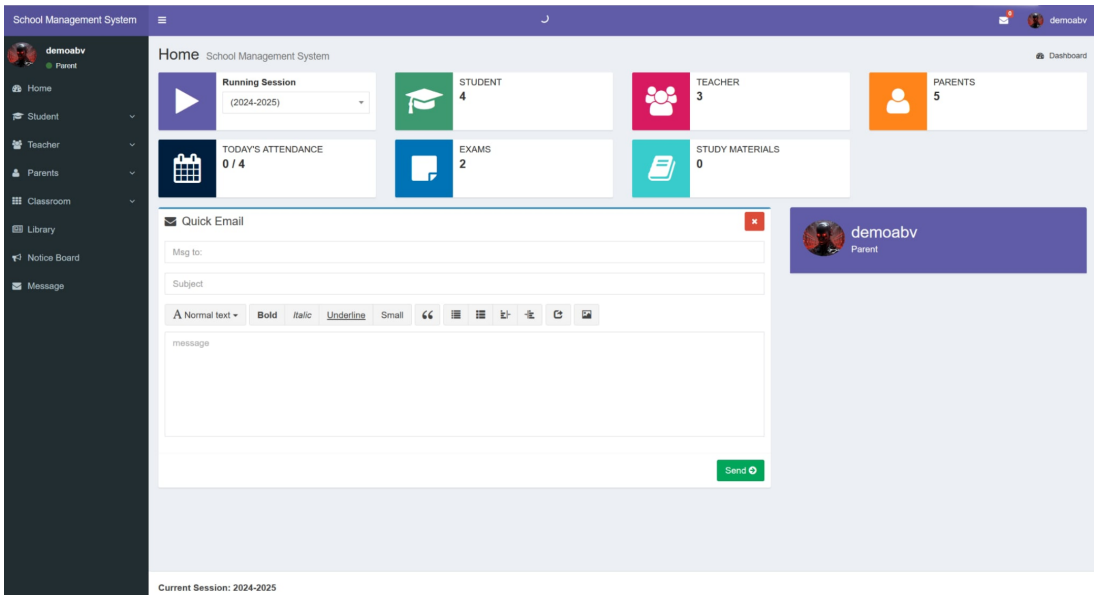 School Management System
6
demoabv
demoabv
Parent
Home
Student
Teacher
Parents
Classroom
Library
Notice Board
Message
Home School Management System
Dashboard
Running Session
(2024-2025)
STUDENT
4
TEACHER
3
PARENTS
5
TODAY'S ATTENDANCE
0 / 4
EXAMS
2
STUDY MATERIALS
0
Quick Email
Msg to:
Subject
A Normal text Bold Italic Underline Small
message
Send
demoabv
Parent
Current Session: 2024-2025